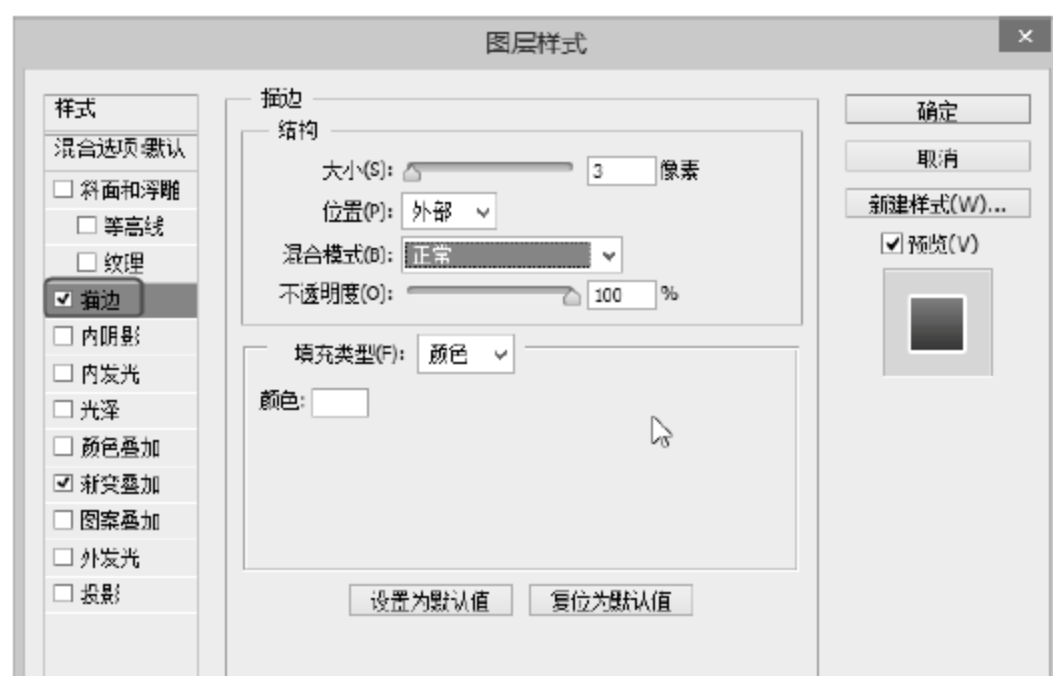 图层样式
样式
混合选项:默认
斜面和浮雕
等高线
纹理
描边
内阴影
内发光
光泽
颜色叠加
渐变叠加
图案叠加
外发光
投影
描边
结构
大小(S): 3 像素
位置(P): 外部
混合模式(B): 正常
不透明度(O): 100 %
填充类型(F): 颜色
颜色:
设置为默认值 复位为默认值
确定
取消
新建样式(W)...
预览(V)